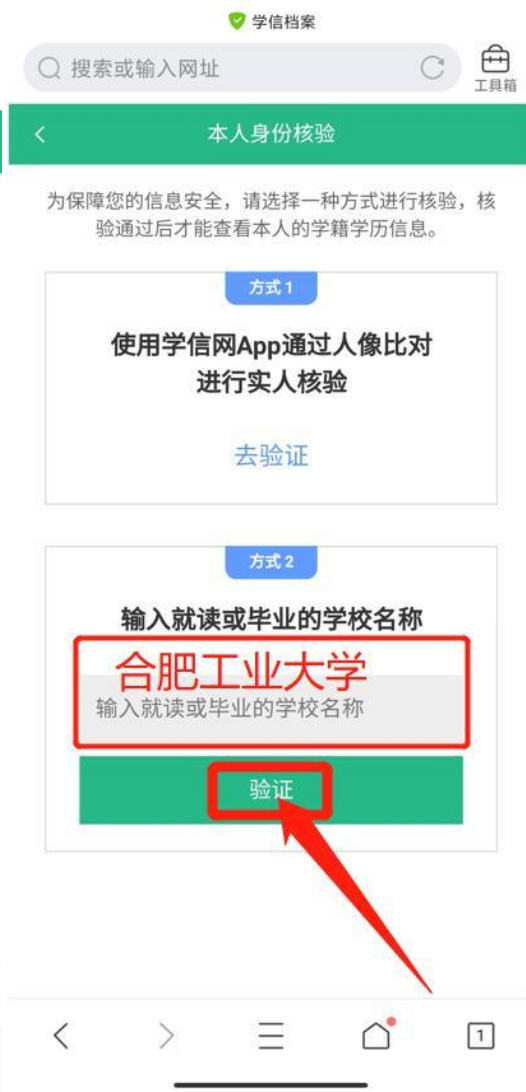 学信档案
搜索或输入网址
工具箱
本人身份核验
为保障您的信息安全，请选择一种方式进行核验，核
验通过后才能查看本人的学籍学历信息。
方式 1
使用学信网App通过人像比对
进行实人核验
去验证
方式 2
输入就读或毕业的学校名称
合肥工业大学
输入就读或毕业的学校名称
验证
1